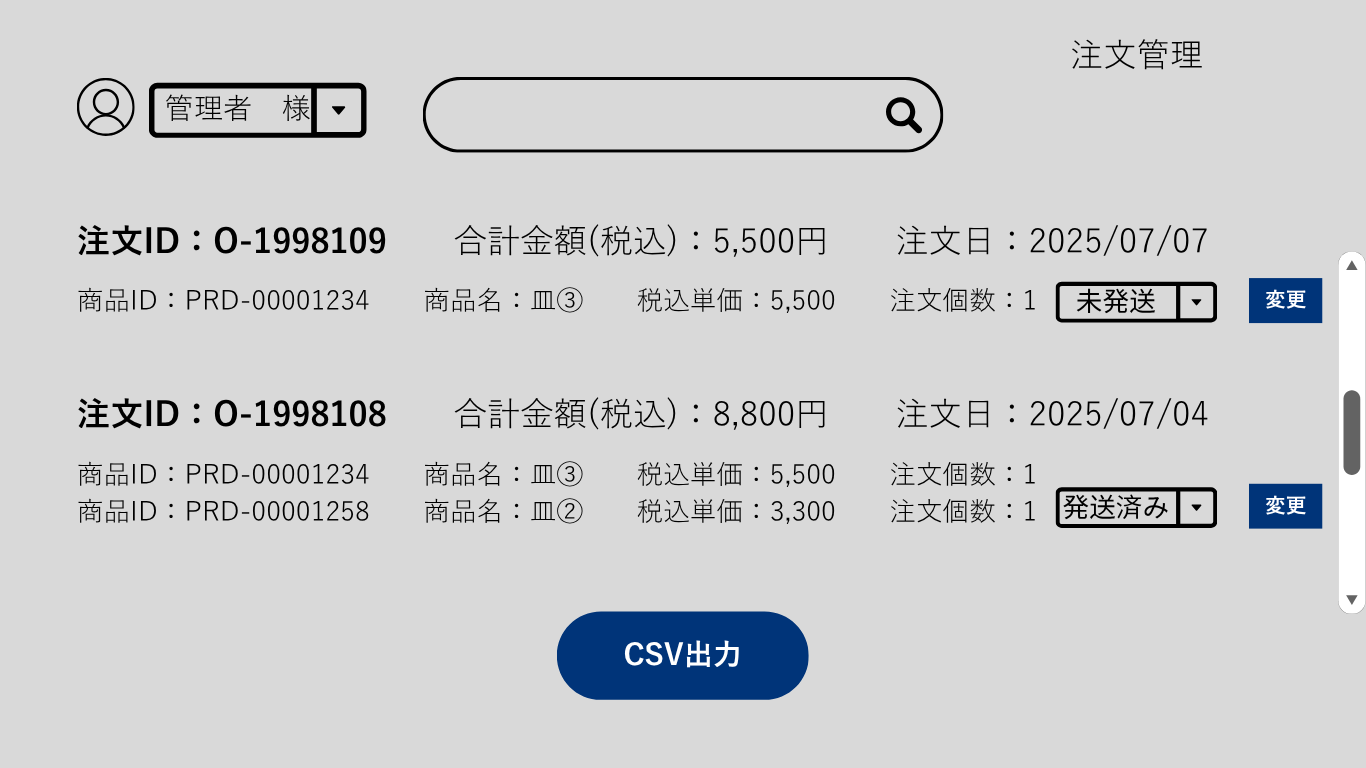 注文管理
管理者　様
注文ID：O-1998109　合計金額(税込)：5,500円　注文日：2025/07/07
商品ID：PRD-00001234　商品名：皿③　税込単価：5,500　注文個数：1　未発送　変更
注文ID：O-1998108　合計金額(税込)：8,800円　注文日：2025/07/04
商品ID：PRD-00001234　商品名：皿③　税込単価：5,500　注文個数：1
商品ID：PRD-00001258　商品名：皿②　税込単価：3,300　注文個数：1　発送済み　変更
CSV出力